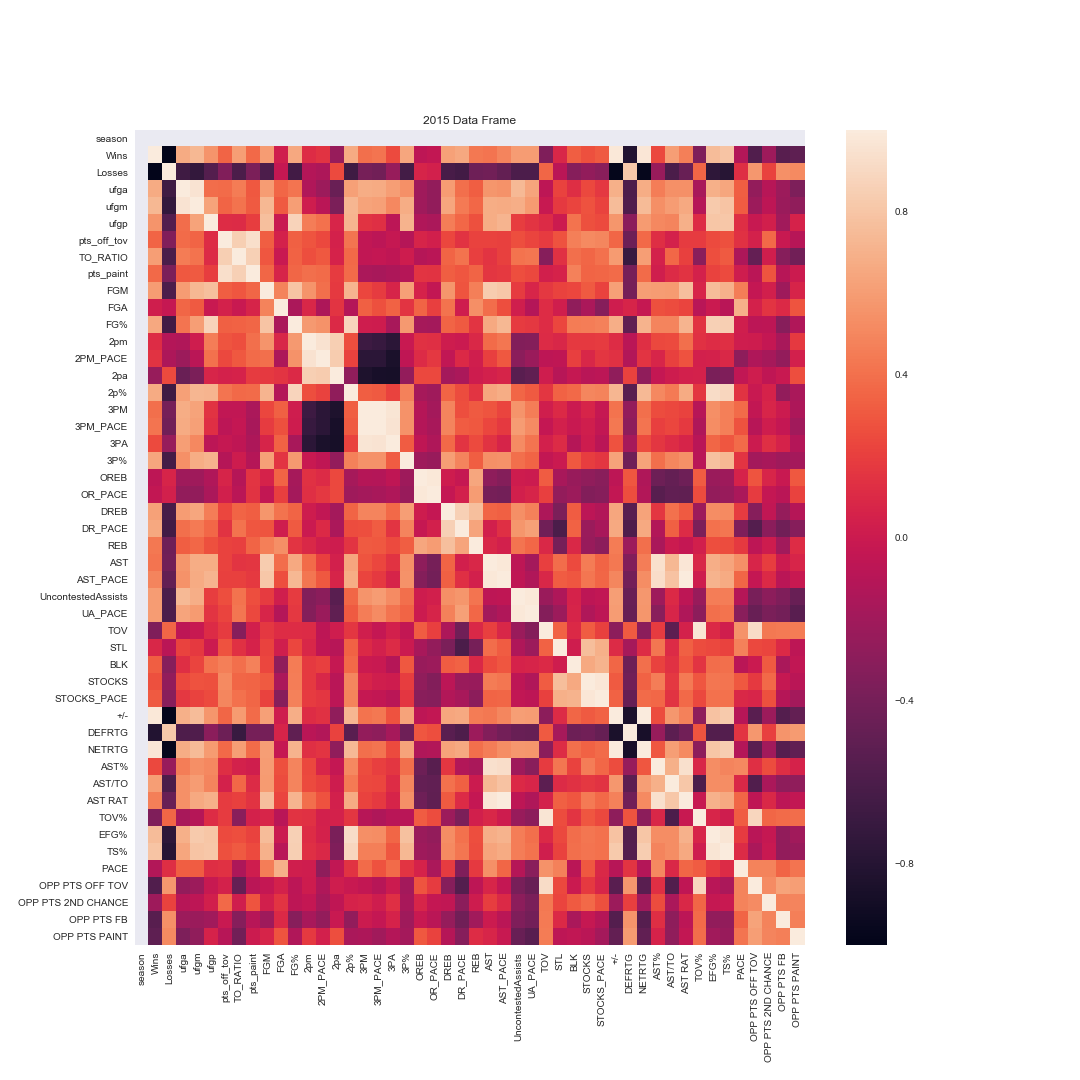 2015 Data Frame
season
Wins
Losses
ufga
ufgm
ufgp
pts_off_tov
TO_RATIO
pts_paint
FGM
FGA
FG%
2pm
2PM_PACE
2pa
2p%
3PM
3PM_PACE
3PA
3P%
OREB
OR_PACE
DREB
DR_PACE
REB
AST
AST_PACE
UncontestedAssists
UA_PACE
TOV
STL
BLK
STOCKS
STOCKS_PACE
+/-
DEFRTG
NETRTG
AST%
AST/TO
AST RAT
TOV%
EFG%
TS%
PACE
OPP PTS OFF TOV
OPP PTS 2ND CHANCE
OPP PTS FB
OPP PTS PAINT
season
Wins
Losses
ufga
ufgm
ufgp
pts_off_tov
TO_RATIO
pts_paint
FGM
FGA
FG%
2pm
2PM_PACE
2pa
2p%
3PM
3PM_PACE
3PA
3P%
OREB
OR_PACE
DREB
DR_PACE
REB
AST
AST_PACE
UncontestedAssists
UA_PACE
TOV
STL
BLK
STOCKS
STOCKS_PACE
+/-
DEFRTG
NETRTG
AST%
AST/TO
AST RAT
TOV%
EFG%
TS%
PACE
OPP PTS OFF TOV
OPP PTS 2ND CHANCE
OPP PTS FB
OPP PTS PAINT
0.8
0.4
0.0
−0.4
−0.8